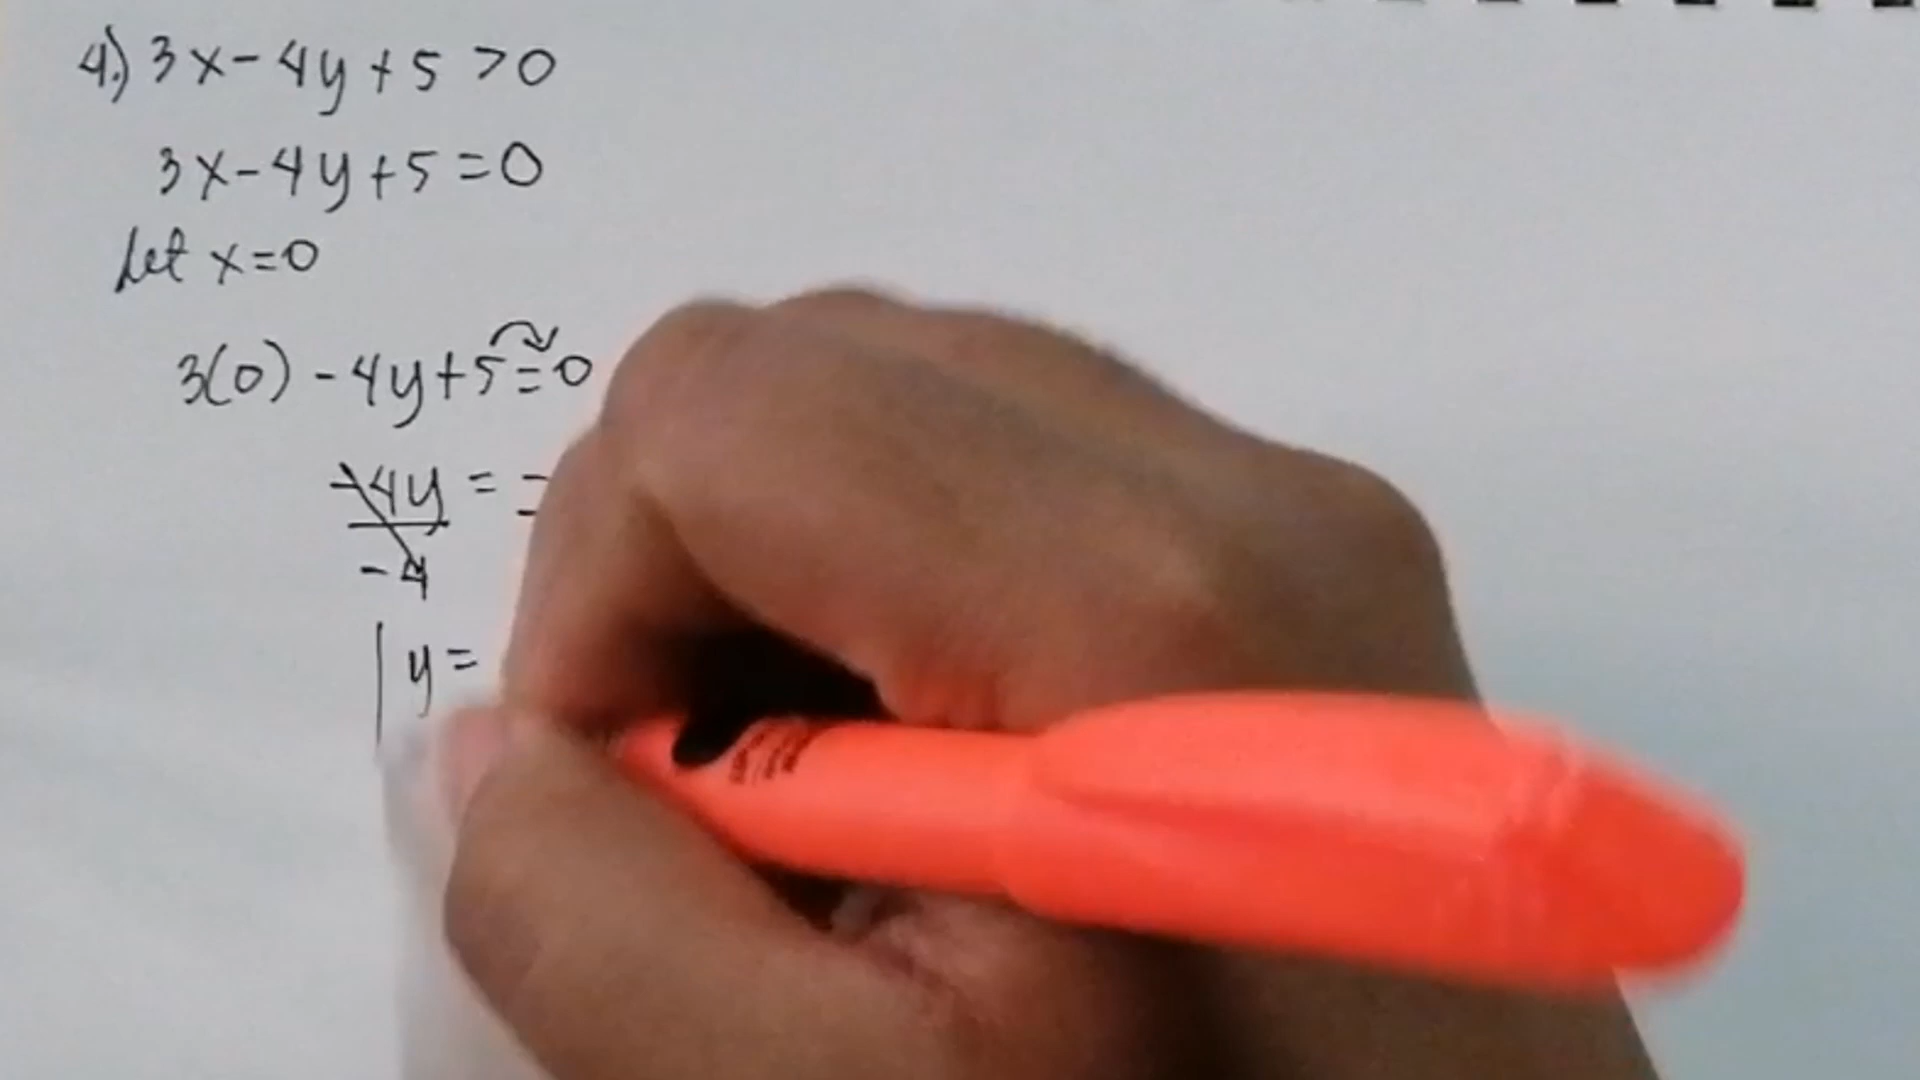 4.) 3x - 4y + 5 > 0
3x - 4y + 5 = 0
Let x = 0
3(0) - 4y + 5 = 0
-4y = -
-4
y =